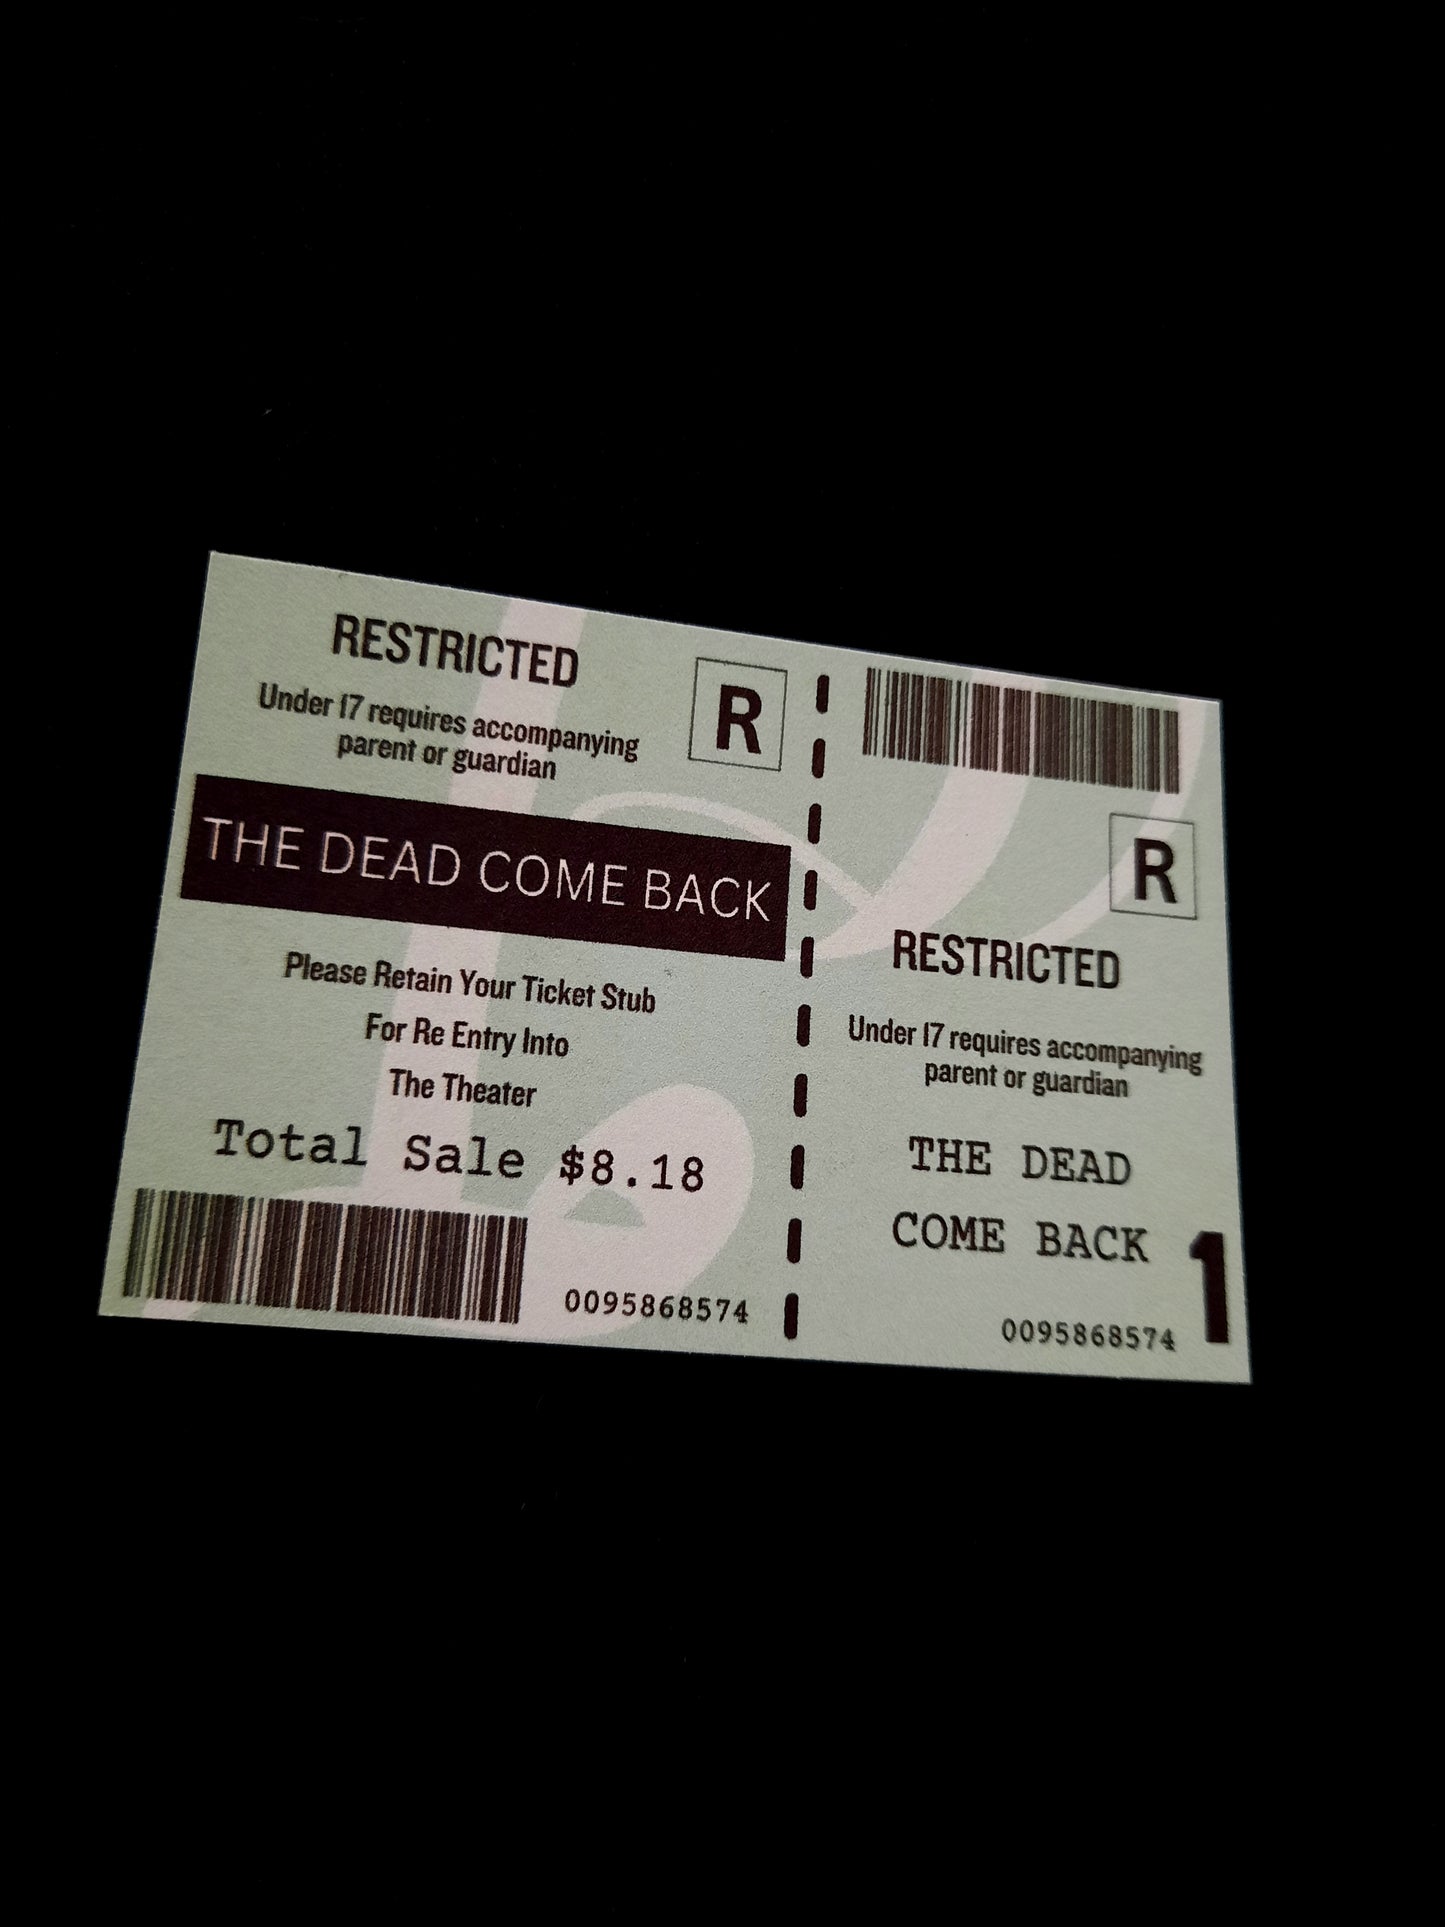 RESTRICTED
Under 17 requires accompanying
parent or guardian
R
THE DEAD COME BACK
Please Retain Your Ticket Stub
For Re Entry Into
The Theater
Total Sale $8.18
0095868574
R
RESTRICTED
Under 17 requires accompanying
parent or guardian
THE DEAD
COME BACK
1
0095868574